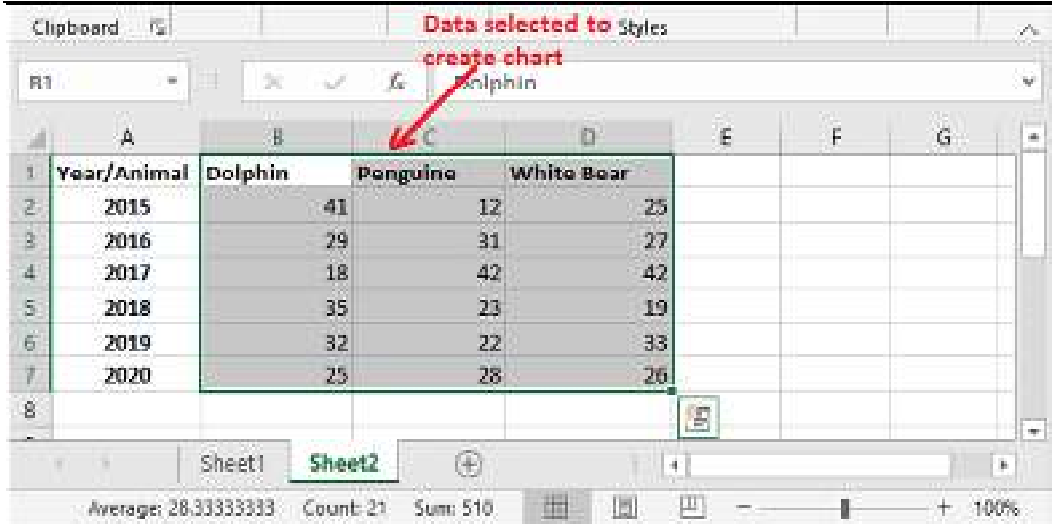 Clipboard Data selected to Styles
create chart
B1 fx Dolphin
A B C D E F G
1 Year/Animal Dolphin Penguine White Bear
2 2015 41 12 25
3 2016 29 31 27
4 2017 18 42 42
5 2018 35 23 19
6 2019 32 22 33
7 2020 25 28 26
8
Sheet1 Sheet2
Average: 28.33333333 Count: 21 Sum: 510 100%